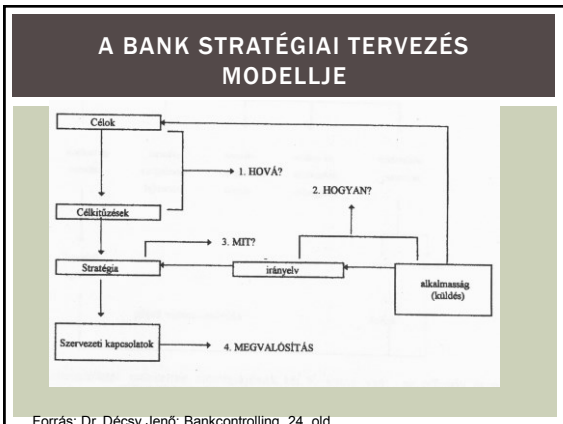 A BANK STRATÉGIAI TERVEZÉS
MODELLJE
Célok
1. HOVÁ?
2. HOGYAN?
Célkitűzések
3. MIT?
Stratégia
irányelv
alkalmasság
(küldés)
Szervezeti kapcsolatok
4. MEGVALÓSÍTÁS
Forrás: Dr. Décsy Jenő: Bankcontrolling, 24. old.